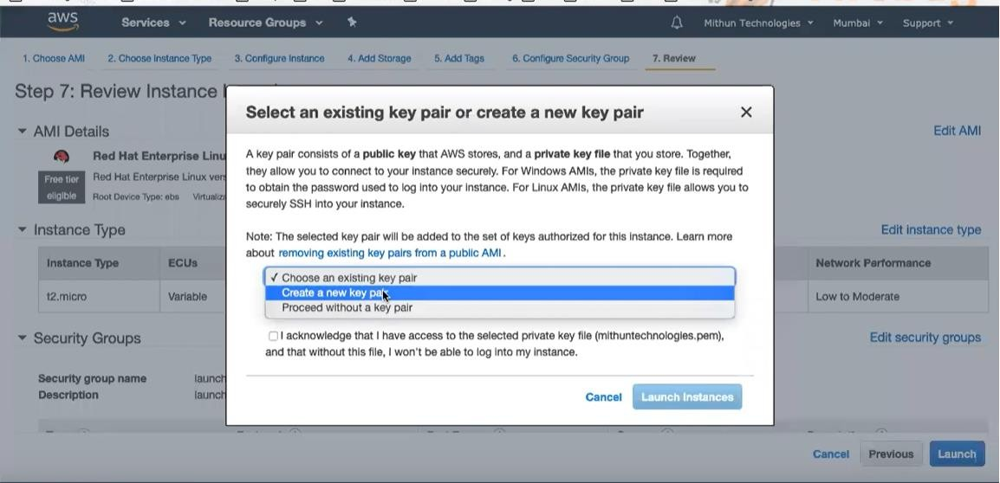 aws Services Resource Groups Mithun Technologies Mumbai Support
1. Choose AMI 2. Choose Instance Type 3. Configure Instance 4. Add Storage 5. Add Tags 6. Configure Security Group 7. Review
Step 7: Review Instance
Select an existing key pair or create a new key pair
AMI Details Edit AMI
Red Hat Enterprise Linu
Free tier eligible
Red Hat Enterprise Linux ver
Root Device Type: ebs Virtualiz
A key pair consists of a public key that AWS stores, and a private key file that you store. Together,
they allow you to connect to your instance securely. For Windows AMIs, the private key file is required
to obtain the password used to log into your instance. For Linux AMIs, the private key file allows you to
securely SSH into your instance.
Note: The selected key pair will be added to the set of keys authorized for this instance. Learn more
about removing existing key pairs from a public AMI.
Instance Type Edit instance type
Instance Type ECUs Network Performance
t2.micro Variable Low to Moderate
✓ Choose an existing key pair
Create a new key pair
Proceed without a key pair
I acknowledge that I have access to the selected private key file (mithuntechnologies.pem),
and that without this file, I won't be able to log into my instance.
Security Groups Edit security groups
Security group name launch
Description launch
Cancel Launch Instances
Cancel Previous Launch